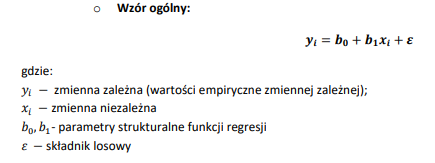 ○ Wzór ogólny:
yᵢ = b₀ + b₁xᵢ + ε
gdzie:
yᵢ – zmienna zależna (wartości empiryczne zmiennej zależnej);
xᵢ – zmienna niezależna
b₀, b₁- parametry strukturalne funkcji regresji
ε – składnik losowy